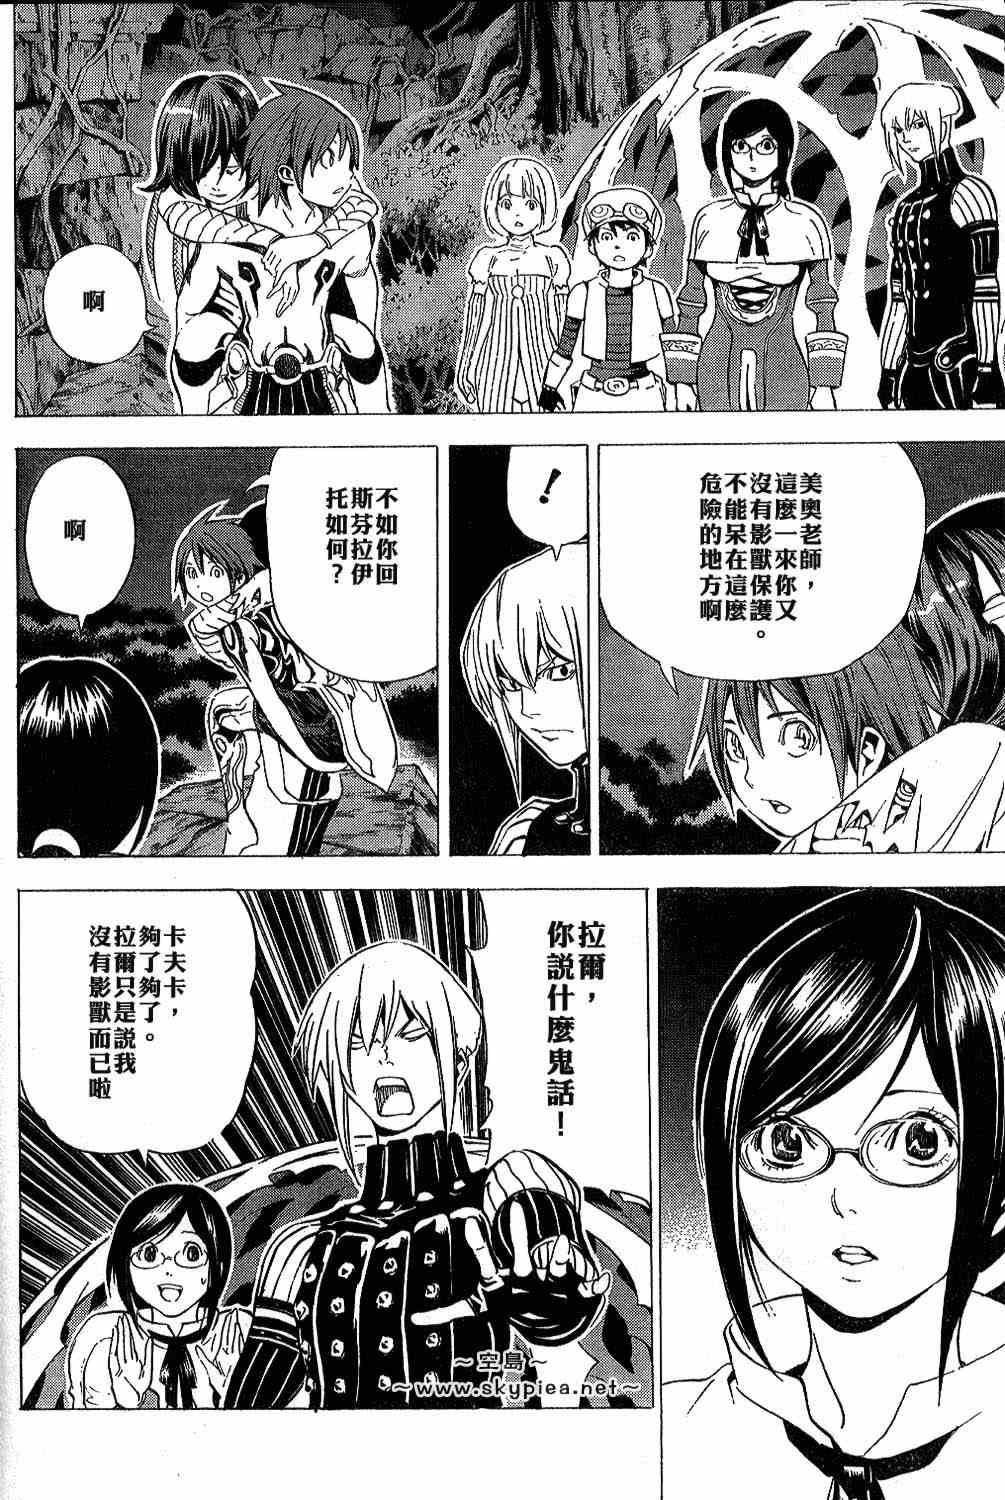 啊
美奧老師，
這麼一來你又
沒有影獸保護。
不能呆在這麼
危險的地方啊
！
不如你回
斯芬拉伊
托如何？
啊
拉爾，
你說什麼鬼話！
卡夫卡，
夠了夠了。
拉爾只是說我
沒有影獸而已啦
～空島～
～www.skypiea.net～